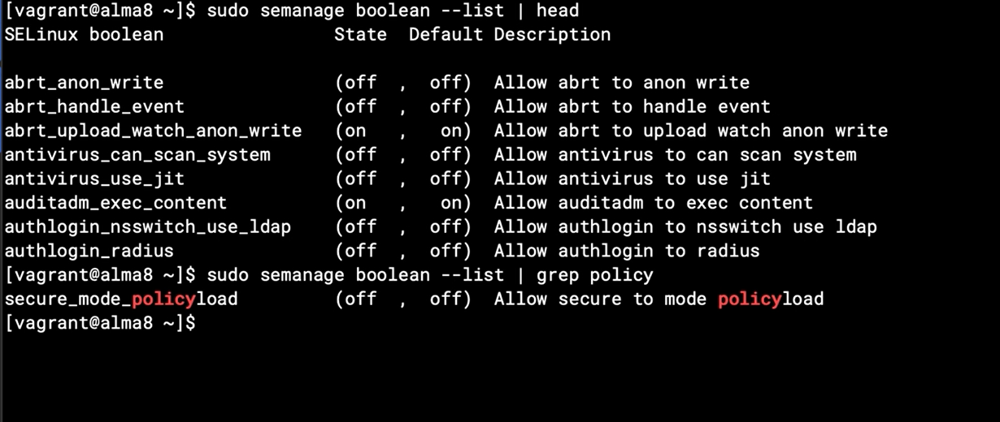 [vagrant@alma8 ~]$ sudo semanage boolean --list | head
SELinux boolean                State  Default Description

abrt_anon_write                (off  ,  off)  Allow abrt to anon write
abrt_handle_event              (off  ,  off)  Allow abrt to handle event
abrt_upload_watch_anon_write   (on   ,   on)  Allow abrt to upload watch anon write
antivirus_can_scan_system      (off  ,  off)  Allow antivirus to can scan system
antivirus_use_jit              (off  ,  off)  Allow antivirus to use jit
auditadm_exec_content          (on   ,   on)  Allow auditadm to exec content
authlogin_nsswitch_use_ldap    (off  ,  off)  Allow authlogin to nsswitch use ldap
authlogin_radius               (off  ,  off)  Allow authlogin to radius
[vagrant@alma8 ~]$ sudo semanage boolean --list | grep policy
secure_mode_policyload         (off  ,  off)  Allow secure to mode policyload
[vagrant@alma8 ~]$